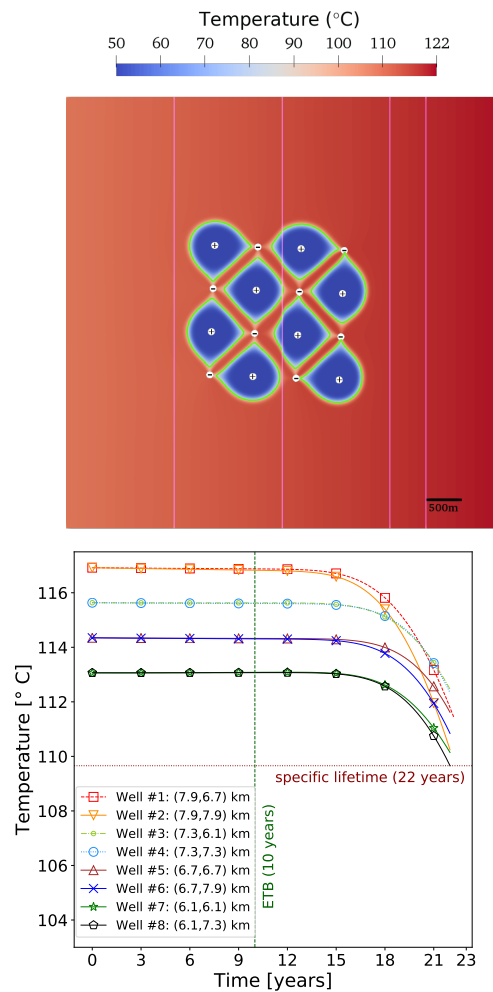 Temperature (°C)
50 60 70 80 90 100 110 122
500m
Temperature [° C]
116
114
112
110
108
106
104
specific lifetime (22 years)
ETB (10 years)
Well #1: (7.9,6.7) km
Well #2: (7.9,7.9) km
Well #3: (7.3,6.1) km
Well #4: (7.3,7.3) km
Well #5: (6.7,6.7) km
Well #6: (6.7,7.9) km
Well #7: (6.1,6.1) km
Well #8: (6.1,7.3) km
0 3 6 9 12 15 18 21 23
Time [years]